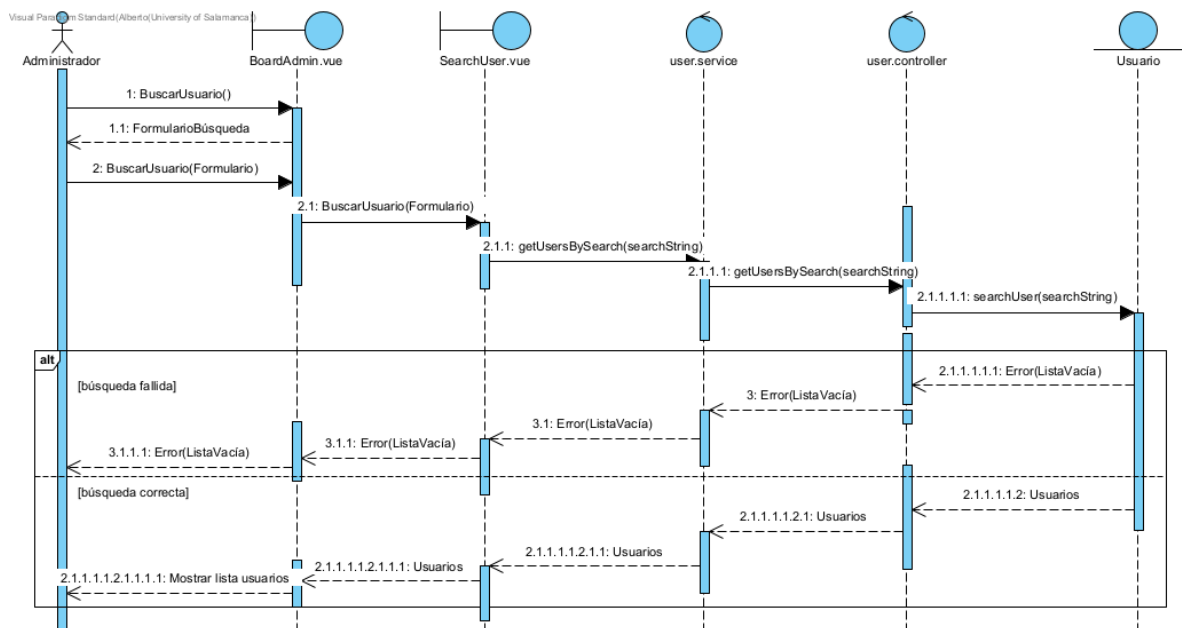 Visual Paradigm Standard(Alberto(University of Salamanca))
Administrador
BoardAdmin.vue
SearchUser.vue
user.service
user.controller
Usuario
1: BuscarUsuario()
1.1: FormularioBúsqueda
2: BuscarUsuario(Formulario)
2.1: BuscarUsuario(Formulario)
2.1.1: getUsersBySearch(searchString)
2.1.1.1: getUsersBySearch(searchString)
2.1.1.1.1: searchUser(searchString)
alt
[búsqueda fallida]
2.1.1.1.1.1: Error(ListaVacía)
3: Error(ListaVacía)
3.1: Error(ListaVacía)
3.1.1: Error(ListaVacía)
3.1.1.1: Error(ListaVacía)
[búsqueda correcta]
2.1.1.1.1.2: Usuarios
2.1.1.1.1.2.1: Usuarios
2.1.1.1.1.2.1.1: Usuarios
2.1.1.1.1.2.1.1.1: Usuarios
2.1.1.1.1.2.1.1.1.1: Mostrar lista usuarios